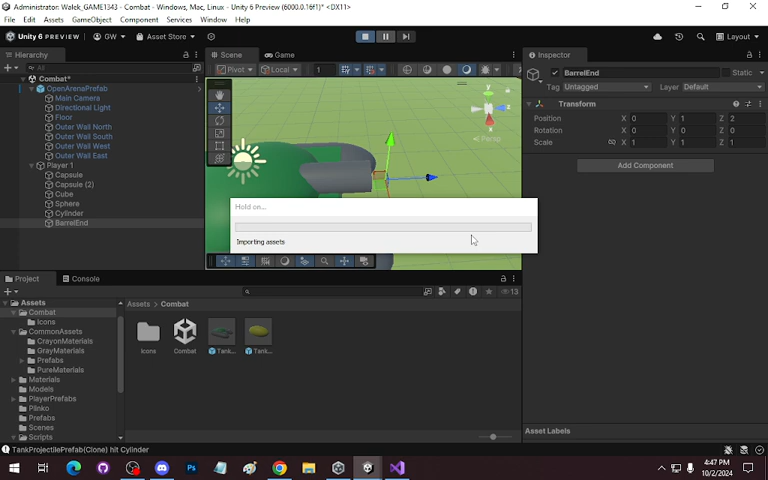 Administrator: Walek_GAME1343 - Combat - Windows, Mac, Linux - Unity 6 Preview (6000.0.16f1)* <DX11>
File Edit Assets GameObject Component Services Window Help
Unity 6 PREVIEW GW Asset Store Layout
Hierarchy Scene Game Inspector
All Pivot Local 1 BarrelEnd Static
Combat* Tag Untagged Layer Default
OpenArenaPrefab
Main Camera
Directional Light
Floor
Outer Wall North
Outer Wall South
Outer Wall West
Outer Wall East
Player 1
Capsule
Capsule (2)
Cube
Sphere
Cylinder
BarrelEnd
y
z
Persp
Transform
Position X 0 Y 1 Z 2
Rotation X 0 Y 0 Z 0
Scale X 1 Y 1 Z 1
Add Component
Hold on...
Importing assets
Project Console
13
Assets
Combat
Icons
CommonAssets
CrayonMaterials
GrayMaterials
Prefabs
PureMaterials
Materials
Models
PlayerPrefabs
Plinko
Prefabs
Scenes
Scripts
Assets > Combat
Icons Combat Tank... Tank...
Asset Labels
TankProjectilePrefab(Clone) hit Cylinder
4:47 PM
10/2/2024